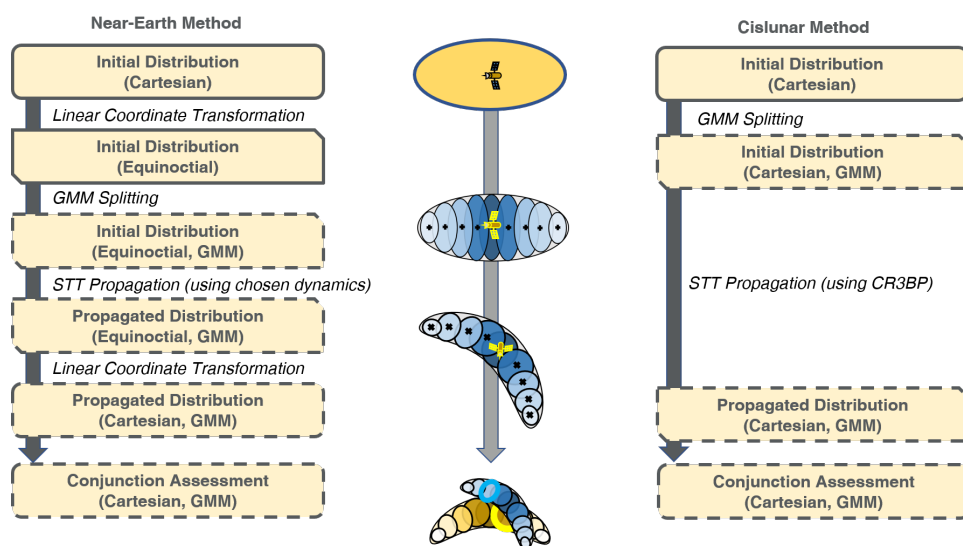 Near-Earth Method
Initial Distribution
(Cartesian)
Linear Coordinate Transformation
Initial Distribution
(Equinoctial)
GMM Splitting
Initial Distribution
(Equinoctial, GMM)
STT Propagation (using chosen dynamics)
Propagated Distribution
(Equinoctial, GMM)
Linear Coordinate Transformation
Propagated Distribution
(Cartesian, GMM)
Conjunction Assessment
(Cartesian, GMM)
Cislunar Method
Initial Distribution
(Cartesian)
GMM Splitting
Initial Distribution
(Cartesian, GMM)
STT Propagation (using CR3BP)
Propagated Distribution
(Cartesian, GMM)
Conjunction Assessment
(Cartesian, GMM)